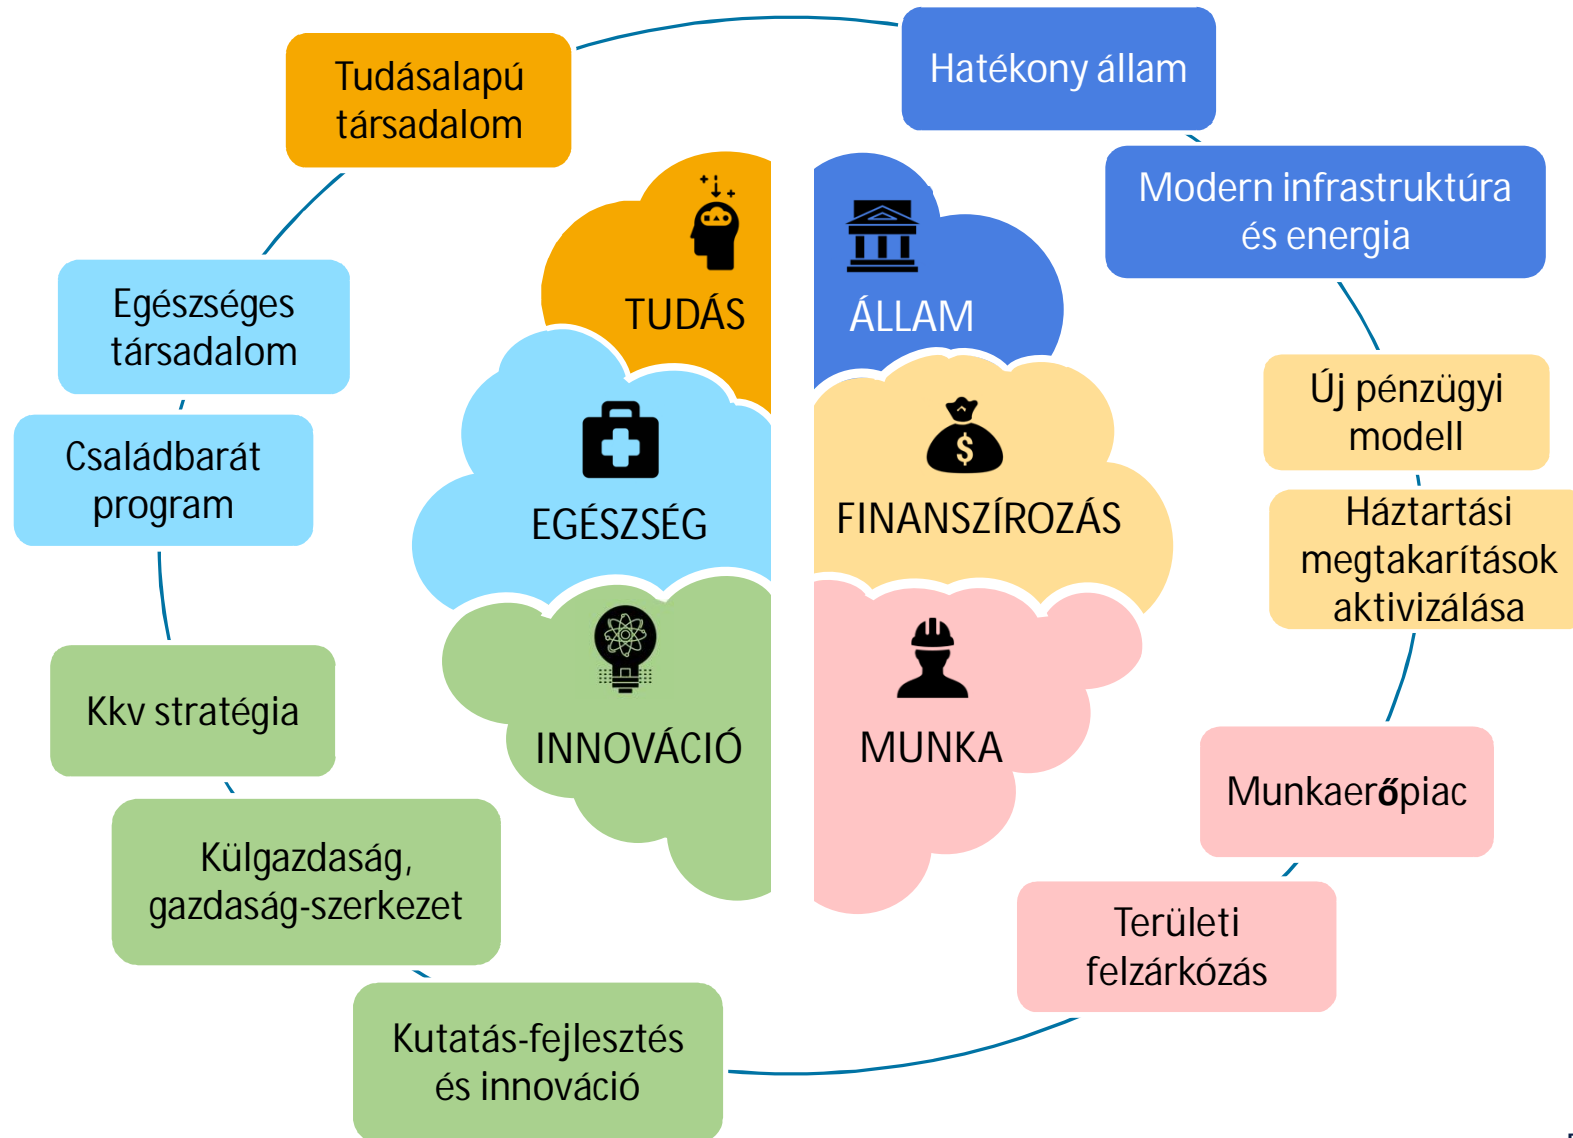 Tudásalapú
társadalom
Hatékony állam
Modern infrastruktúra
és energia
TUDÁS
ÁLLAM
Egészséges
társadalom
Új pénzügyi
modell
Családbarát
program
EGÉSZSÉG
FINANSZÍROZÁS
Háztartási
megtakarítások
aktivizálása
Kkv stratégia
INNOVÁCIÓ
MUNKA
Munkaerőpiac
Külgazdaság,
gazdaság-szerkezet
Területi
felzárkózás
Kutatás-fejlesztés
és innováció